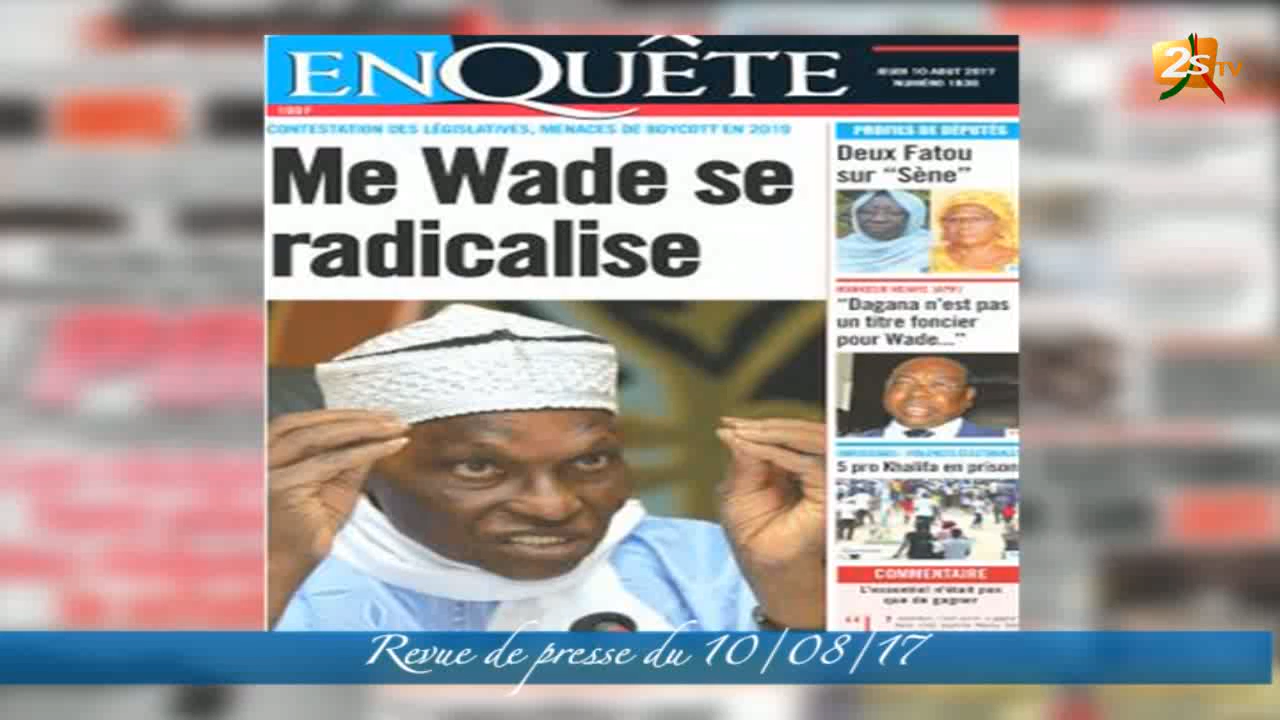 2sTV
ENQUÊTE
JEUDI 10 AOUT 2017
NUMÉRO 1838
CONTESTATION DES LÉGISLATIVES, MENACES DE BOYCOTT EN 2019
Me Wade se
radicalise
PROFILS DE DÉPUTÉS
Deux Fatou
sur “Sène”
“Dagana n'est pas
un titre foncier
pour Wade...”
5 pro Khalifa en prison
COMMENTAIRE
L'essentiel n'était pas
que de gagner
Revue de presse du 10/08/17